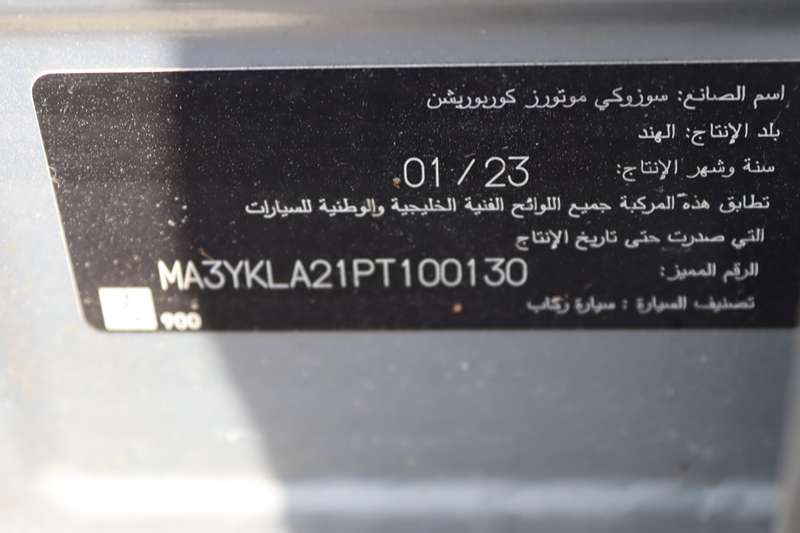 اسم الصانع: سوزوكي موتورز كوربوريشن
بلد الإنتاج: الهند
سنة وشهر الإنتاج: 01 / 23
تطابق هذه المركبة جميع اللوائح الفنية الخليجية والوطنية للسيارات
التي صدرت حتى تاريخ الإنتاج
الرقم المميز: MA3YKLA21PT100130
تصنيف السيارة : سيارة ركاب
900